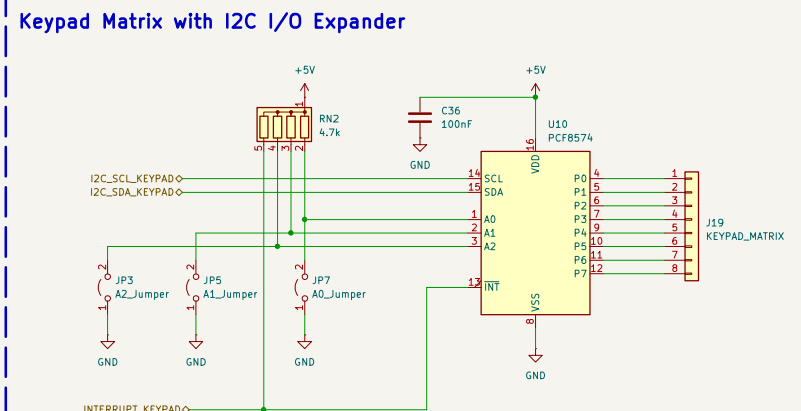 Keypad Matrix with I2C I/O Expander
+5V
+5V
1
RN2
4.7k
5
4
3
2
C36
100nF
GND
U10
PCF8574
16
VDD
I2C_SCL_KEYPAD
14
SCL
P0
4
1
I2C_SDA_KEYPAD
15
SDA
P1
5
2
P2
6
3
1
A0
P3
7
4
2
A1
P4
9
5
3
A2
P5
10
6
P6
11
7
P7
12
8
J19
KEYPAD_MATRIX
2
JP3
A2_Jumper
1
GND
2
JP5
A1_Jumper
1
GND
2
JP7
A0_Jumper
1
GND
13
INT
VSS
8
GND
INTERRUPT_KEYPAD